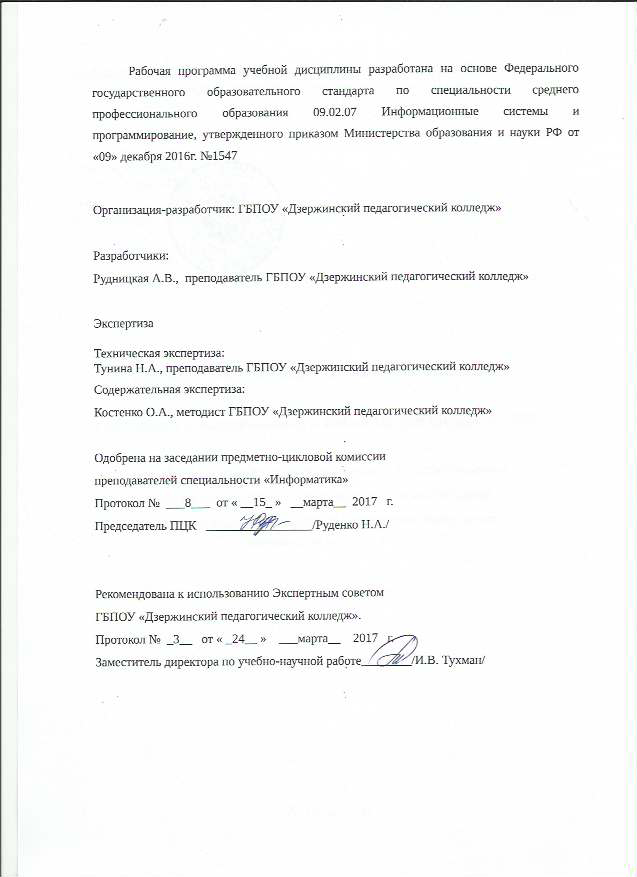 Рабочая программа учебной дисциплины разработана на основе Федерального
государственного образовательного стандарта по специальности среднего
профессионального образования 09.02.07 Информационные системы и
программирование, утвержденного приказом Министерства образования и науки РФ от
«09» декабря 2016г. №1547
Организация-разработчик: ГБПОУ «Дзержинский педагогический колледж»
Разработчики:
Рудницкая А.В., преподаватель ГБПОУ «Дзержинский педагогический колледж»
Экспертиза
Техническая экспертиза:
Тунина Н.А., преподаватель ГБПОУ «Дзержинский педагогический колледж»
Содержательная экспертиза:
Костенко О.А., методист ГБПОУ «Дзержинский педагогический колледж»
Одобрена на заседании предметно-цикловой комиссии
преподавателей специальности «Информатика»
Протокол № ___8___ от « __15_ » __марта__ 2017 г.
Председатель ПЦК _________________/Руденко Н.А./
Рекомендована к использованию Экспертным советом
ГБПОУ «Дзержинский педагогический колледж».
Протокол № _3__ от « _24__ » ___марта__ 2017 г.
Заместитель директора по учебно-научной работе________/И.В. Тухман/